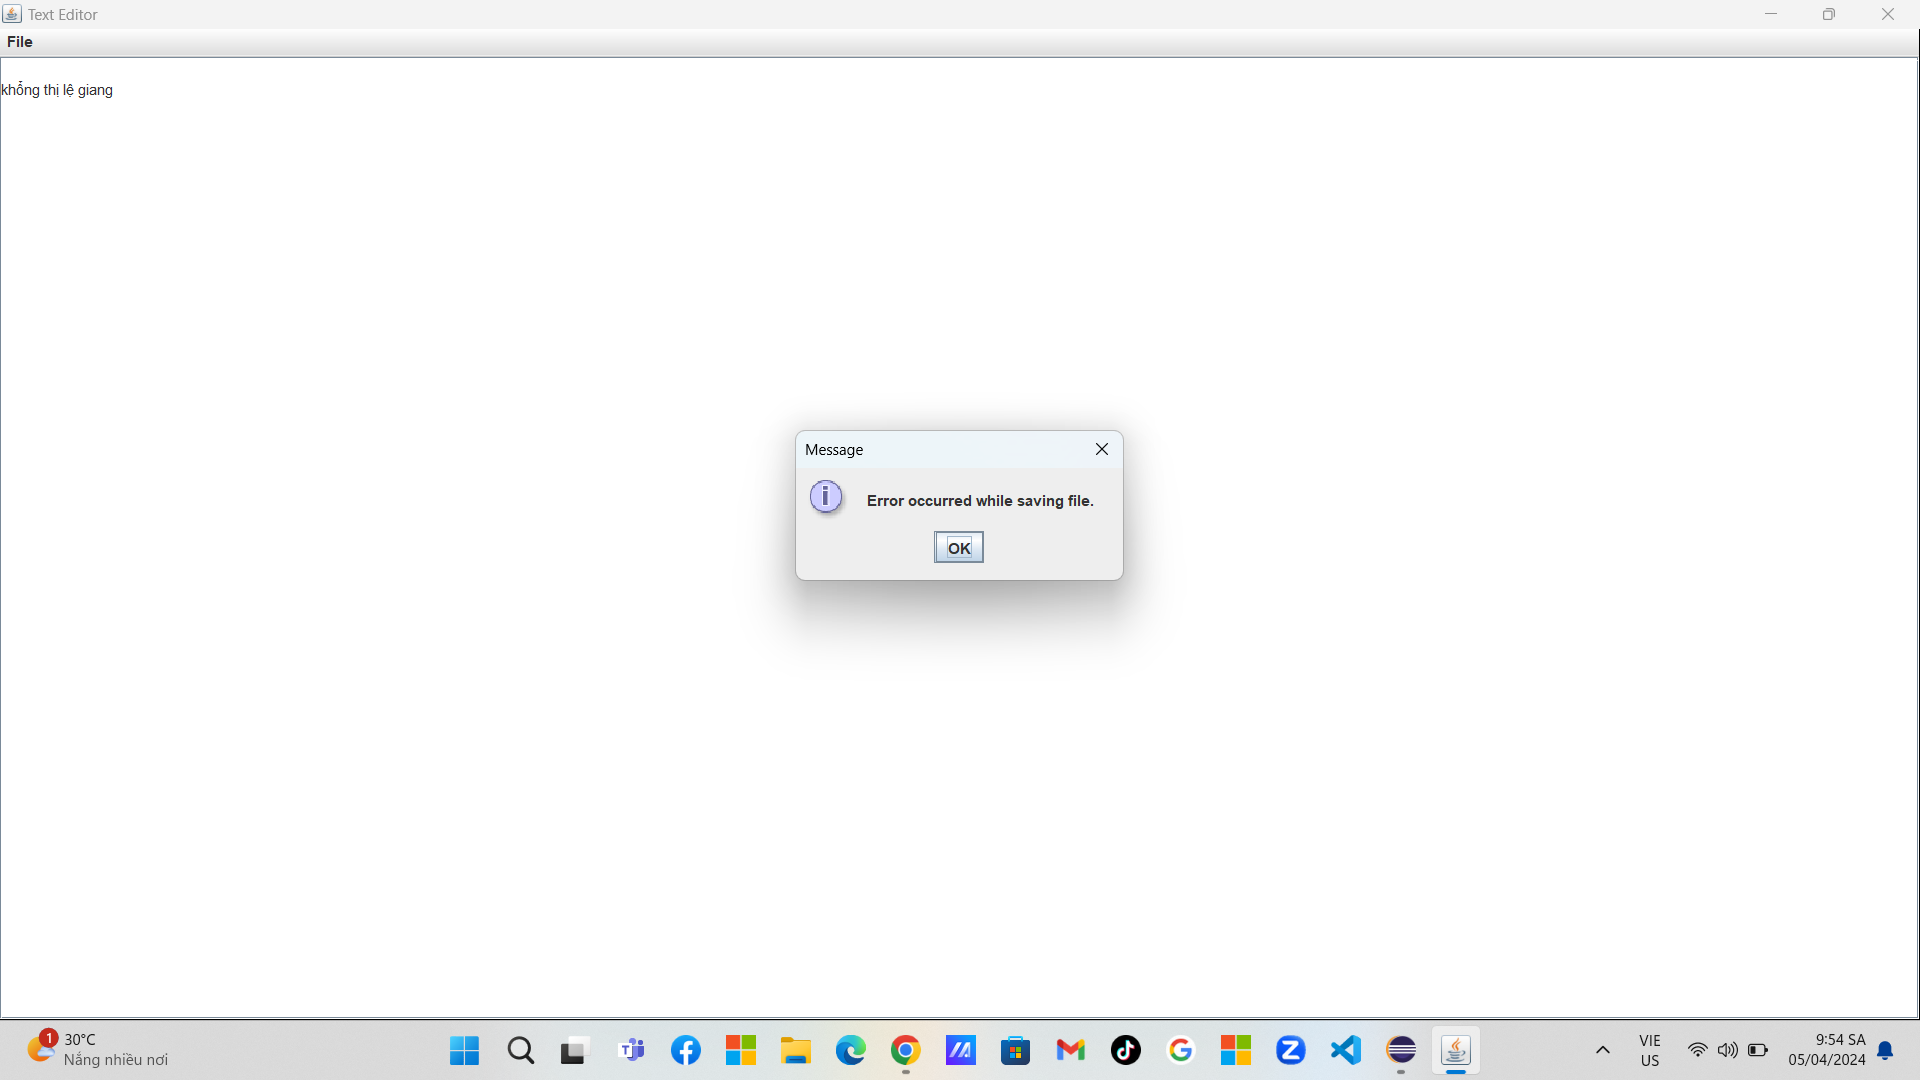 Text Editor
File
khổng thị lệ giang
Message
Error occurred while saving file.
OK
1
30°C
Nắng nhiều nơi
VIE
US
9:54 SA
05/04/2024